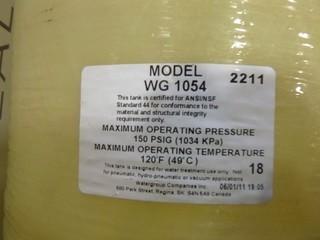 MODEL
WG 1054 2211
This tank is certified for ANSI/NSF
Standard 44 for conformance to the
material and structural integrity
requirement only.
MAXIMUM OPERATING PRESSURE
150 PSIG (1034 KPa)
MAXIMUM OPERATING TEMPERATURE
120°F (49°C)
This tank is designed for water treatment use only. Not
for pneumatic, hydro-pneumatic or vacuum applications 18
Watergroup Companies Inc. 06/01/11 19:05
580 Park Street, Regina, SK. S4N 5A9 Canada